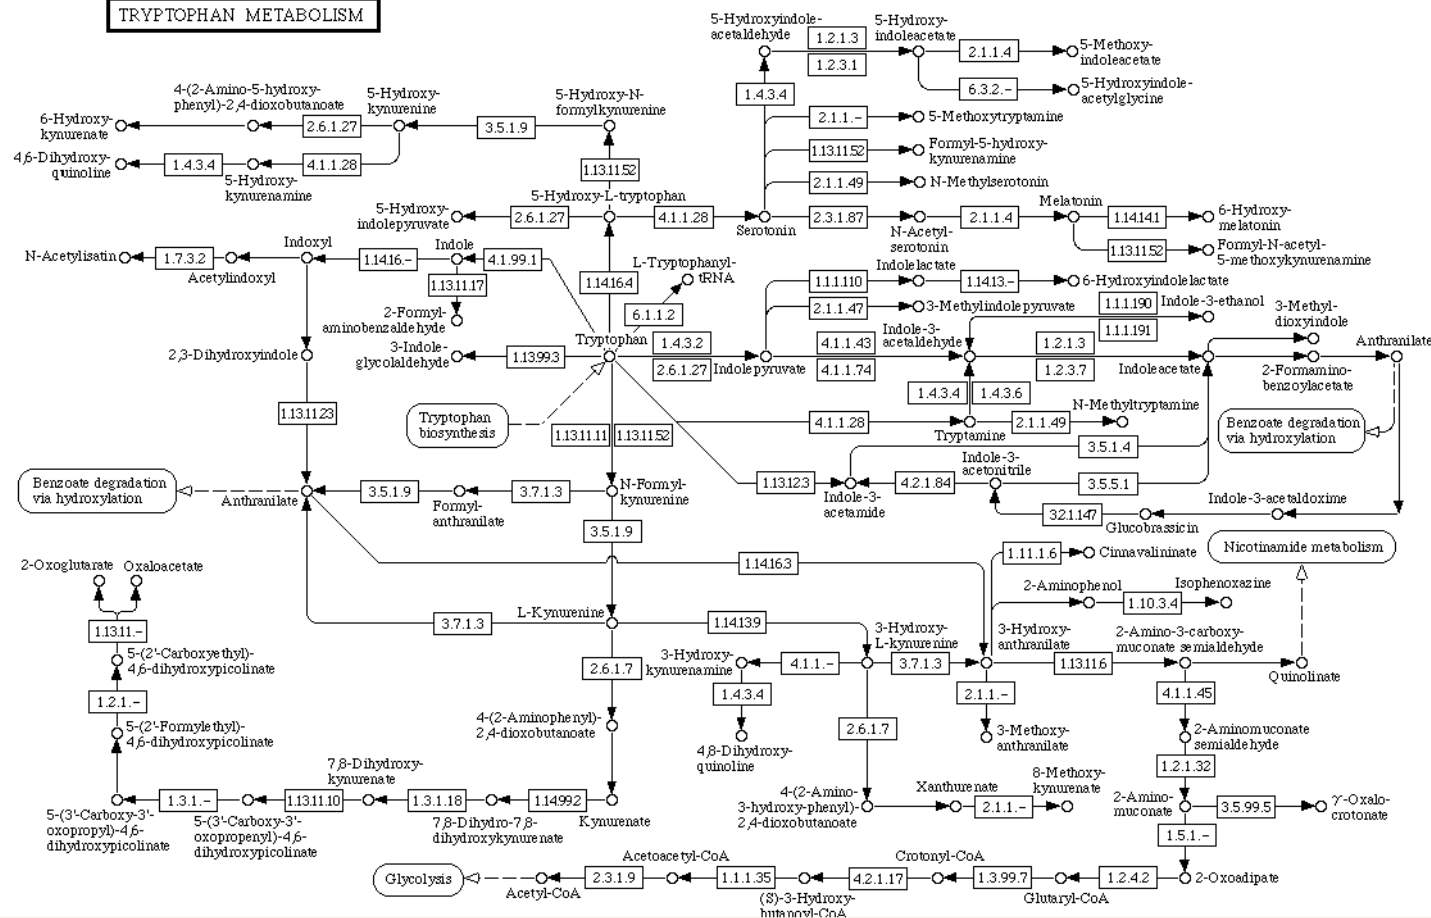 TRYPTOPHAN METABOLISM
5-Hydroxyindole-
acetaldehyde
1.2.1.3
1.2.3.1
5-Hydroxy-
indoleacetate
2.1.1.4
5-Methoxy-
indoleacetate
6.3.2.-
5-Hydroxyindole-
acetylglycine
1.4.3.4
4-(2-Amino-5-hydroxy-
phenyl)-2,4-dioxobutanoate
5-Hydroxy-
kynurenine
5-Hydroxy-N-
formylkynurenine
6-Hydroxy-
kynurenate
2.6.1.27
3.5.1.9
2.1.1.-
5-Methoxytryptamine
4,6-Dihydroxy-
quinoline
1.4.3.4
4.1.1.28
5-Hydroxy-
kynurenamine
1.13.11.52
1.13.11.52
Formyl-5-hydroxy-
kynurenamine
2.1.1.49
N-Methylserotonin
5-Hydroxy-L-tryptophan
5-Hydroxy-
indolepyruvate
2.6.1.27
4.1.1.28
Serotonin
2.3.1.87
N-Acetyl-
serotonin
2.1.1.4
Melatonin
1.14.14.1
6-Hydroxy-
melatonin
1.13.11.52
Formyl-N-acetyl-
5-methoxykynurenamine
N-Acetylisatin
1.7.3.2
Acetylindoxyl
Indoxyl
1.14.16.-
Indole
4.1.99.1
1.13.11.17
2-Formyl-
aminobenzaldehyde
1.14.16.4
L-Tryptophanyl-
tRNA
6.1.1.2
1.1.1.110
Indolelactate
1.14.13.-
6-Hydroxyindolelactate
2.1.1.47
3-Methylindolepyruvate
1.1.1.190
1.1.1.191
Indole-3-ethanol
3-Methyl-
dioxyindole
2,3-Dihydroxyindole
3-Indole-
glycolaldehyde
1.13.99.3
Tryptophan
1.4.3.2
2.6.1.27
Indolepyruvate
4.1.1.43
4.1.1.74
Indole-3-
acetaldehyde
1.2.1.3
1.2.3.7
Indoleacetate
2-Formamino-
benzoylacetate
Anthranilate
1.4.3.4
1.4.3.6
1.13.11.23
Tryptophan
biosynthesis
1.13.11.11
1.13.11.52
4.1.1.28
Tryptamine
2.1.1.49
N-Methyltryptamine
Benzoate degradation
via hydroxylation
3.5.1.4
Benzoate degradation
via hydroxylation
Anthranilate
3.5.1.9
Formyl-
anthranilate
3.7.1.3
N-Formyl-
kynurenine
1.13.12.3
Indole-3-
acetamide
4.2.1.84
Indole-3-
acetonitrile
3.5.5.1
3.2.1.147
Glucobrassicin
Indole-3-acetaldoxime
3.5.1.9
1.14.16.3
1.11.1.6
Cinnavalininate
Nicotinamide metabolism
2-Oxoglutarate
Oxaloacetate
2-Aminophenol
1.10.3.4
Isophenoxazine
1.13.11.-
3.7.1.3
L-Kynurenine
1.14.13.9
3-Hydroxy-
L-kynurenine
3-Hydroxy-
anthranilate
2-Amino-3-carboxy-
muconate semialdehyde
5-(2'-Carboxyethyl)-
4,6-dihydroxypicolinate
2.6.1.7
3-Hydroxy-
kynurenamine
4.1.1.-
3.7.1.3
1.13.11.6
Quinolinate
1.2.1.-
1.4.3.4
2.1.1.-
4.1.1.45
5-(2'-Formylethyl)-
4,6-dihydroxypicolinate
4-(2-Aminophenyl)-
2,4-dioxobutanoate
4,8-Dihydroxy-
quinoline
2.6.1.7
3-Methoxy-
anthranilate
2-Aminomuconate
semialdehyde
1.2.1.32
7,8-Dihydroxy-
kynurenate
1.3.1.-
1.13.11.10
1.3.1.18
1.14.99.2
Kynurenate
5-(3'-Carboxy-3'-
oxopropyl)-4,6-
dihydroxypicolinate
5-(3'-Carboxy-3'-
oxopropenyl)-4,6-
dihydroxypicolinate
7,8-Dihydro-7,8-
dihydroxykynurenate
4-(2-Amino-
3-hydroxy-phenyl)-
2,4-dioxobutanoate
Xanthurenate
2.1.1.-
8-Methoxy-
kynurenate
2-Amino-
muconate
3.5.99.5
γ-Oxalo-
crotonate
1.5.1.-
Glycolysis
Acetyl-CoA
2.3.1.9
Acetoacetyl-CoA
1.1.1.35
(S)-3-Hydroxy-
butanoyl-CoA
4.2.1.17
Crotonyl-CoA
1.3.99.7
Glutaryl-CoA
1.2.4.2
2-Oxoadipate